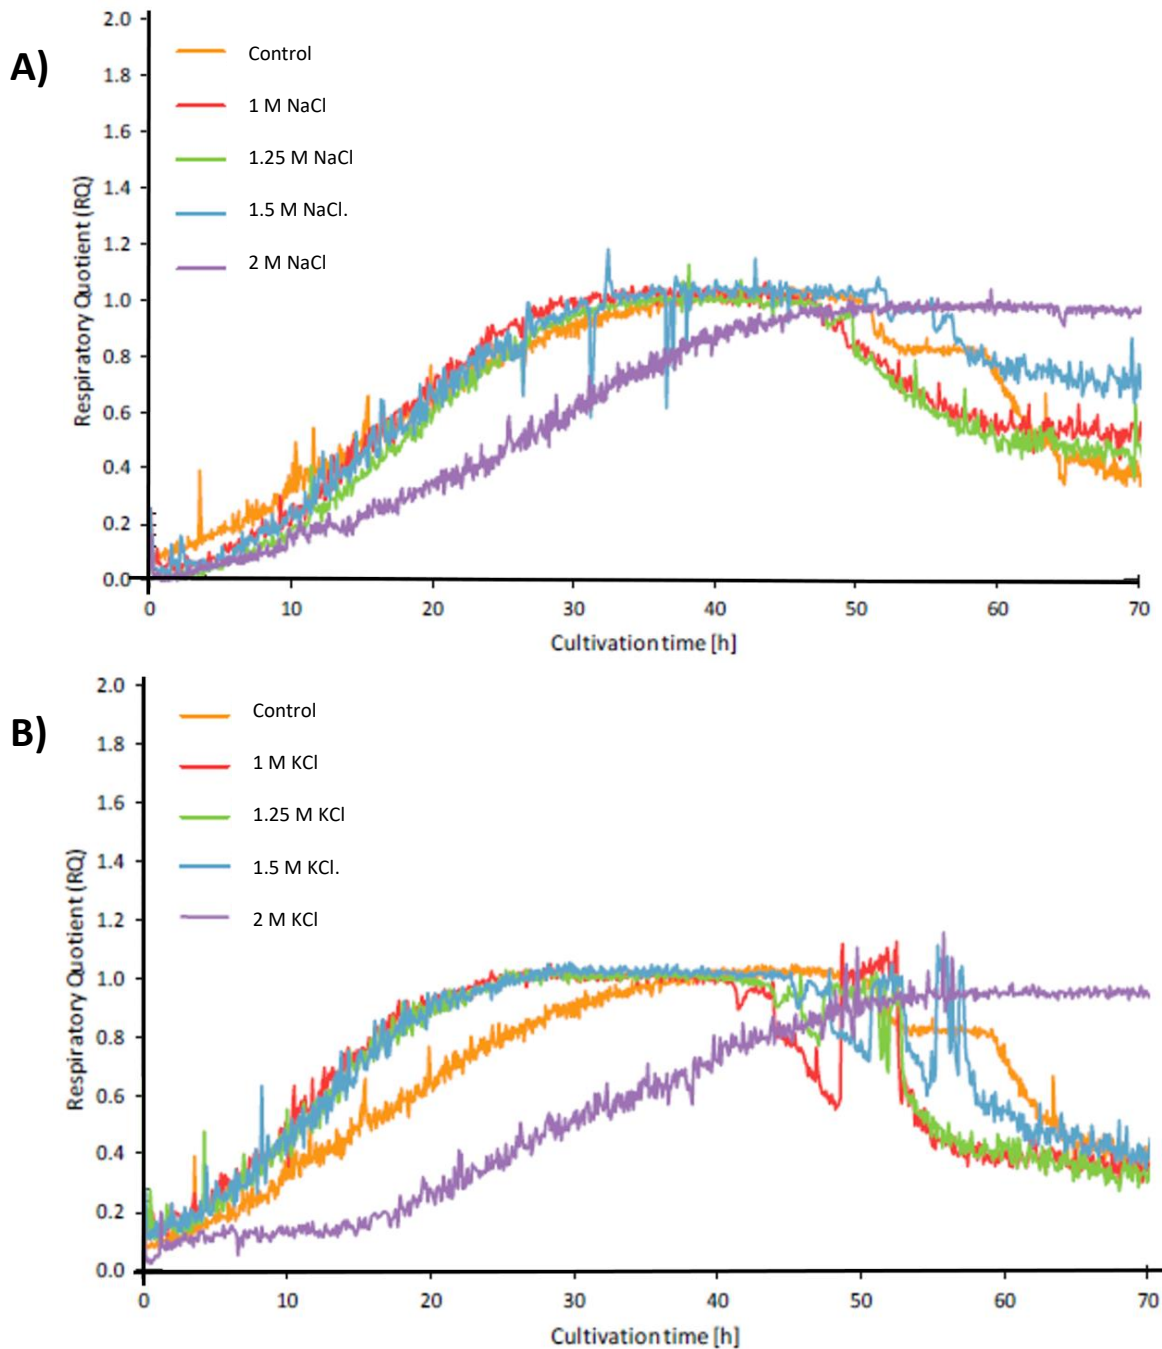 A)
2.0
1.8
1.6
1.4
1.2
1.0
0.8
0.6
0.4
0.2
0.0
Respiratory Quotient (RQ)
Control
1 M NaCl
1.25 M NaCl
1.5 M NaCl.
2 M NaCl
0 10 20 30 40 50 60 70
Cultivation time [h]
B)
2.0
1.8
1.6
1.4
1.2
1.0
0.8
0.6
0.4
0.2
0.0
Respiratory Quotient (RQ)
Control
1 M KCl
1.25 M KCl
1.5 M KCl.
2 M KCl
0 10 20 30 40 50 60 70
Cultivation time [h]